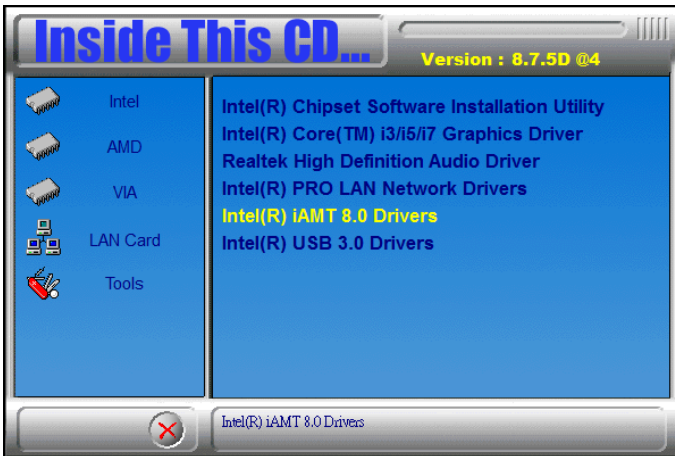 Inside This CD...
Version : 8.7.5D @4
Intel
AMD
VIA
LAN Card
Tools
Intel(R) Chipset Software Installation Utility
Intel(R) Core(TM) i3/i5/i7 Graphics Driver
Realtek High Definition Audio Driver
Intel(R) PRO LAN Network Drivers
Intel(R) iAMT 8.0 Drivers
Intel(R) USB 3.0 Drivers
Intel(R) iAMT 8.0 Drivers